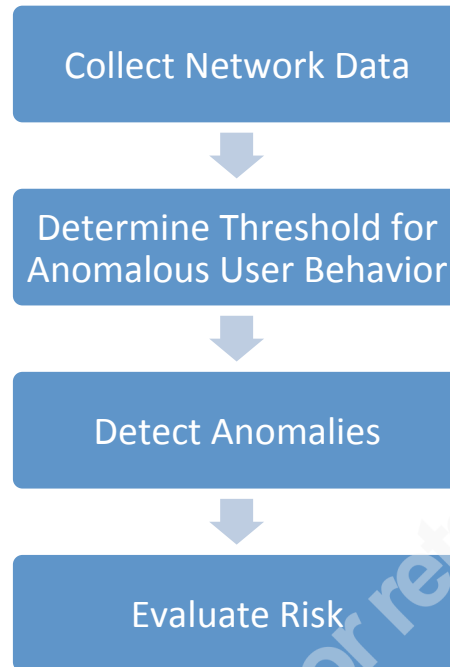 Collect Network Data
Determine Threshold for
Anomalous User Behavior
Detect Anomalies
Evaluate Risk